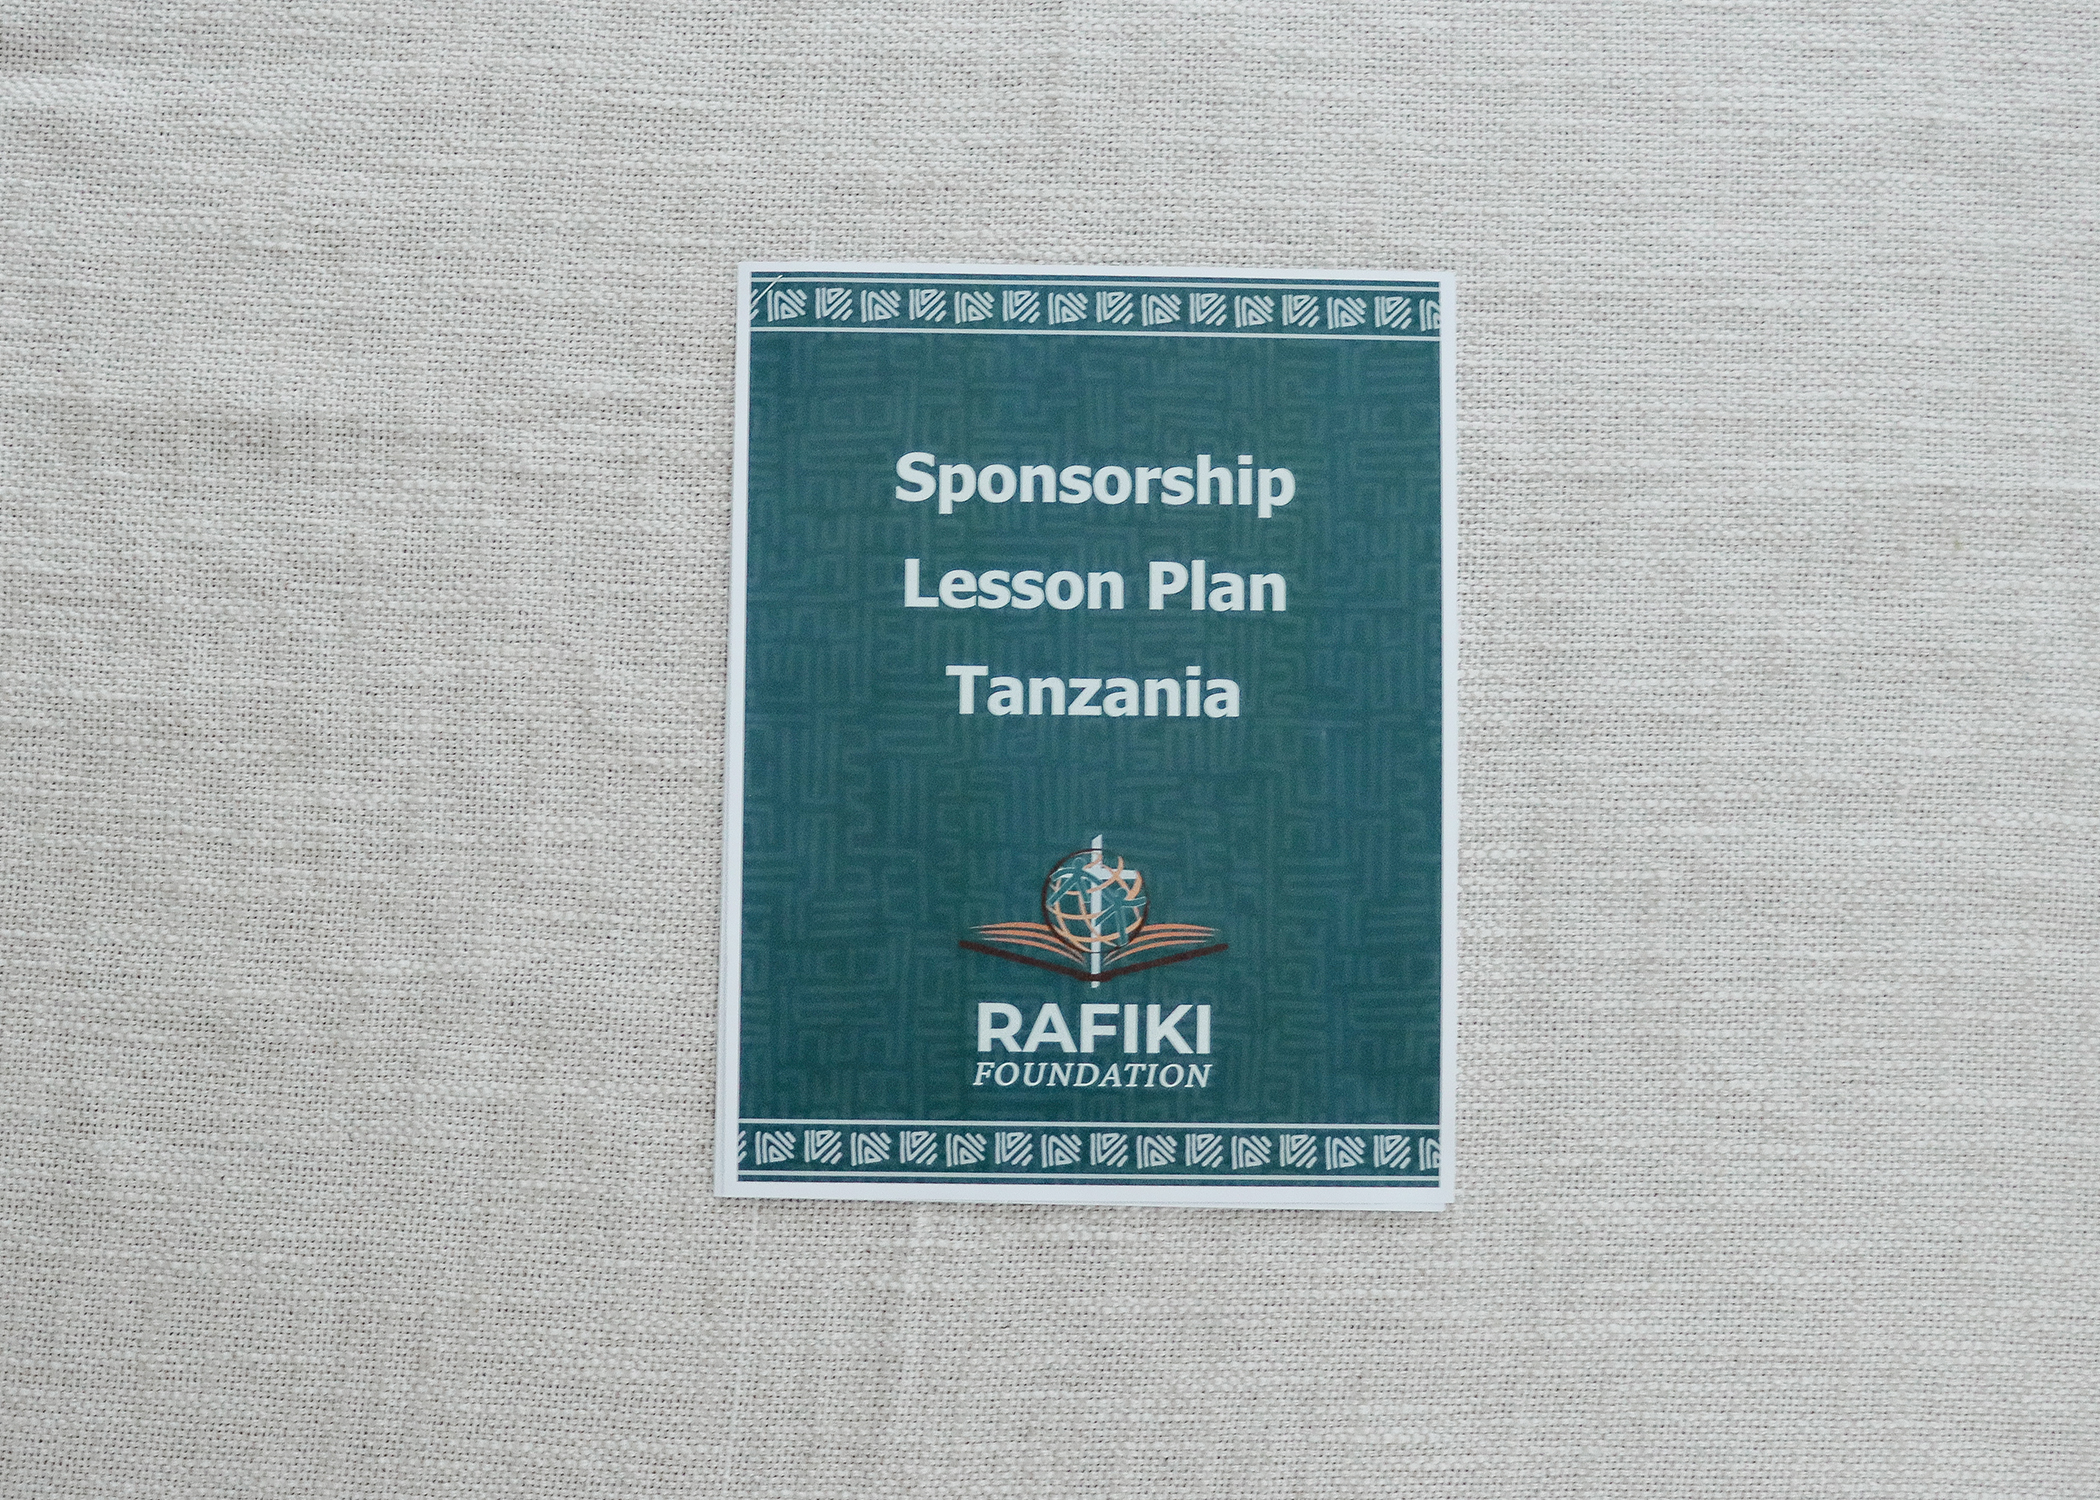 Sponsorship
Lesson Plan
Tanzania
RAFIKI
FOUNDATION